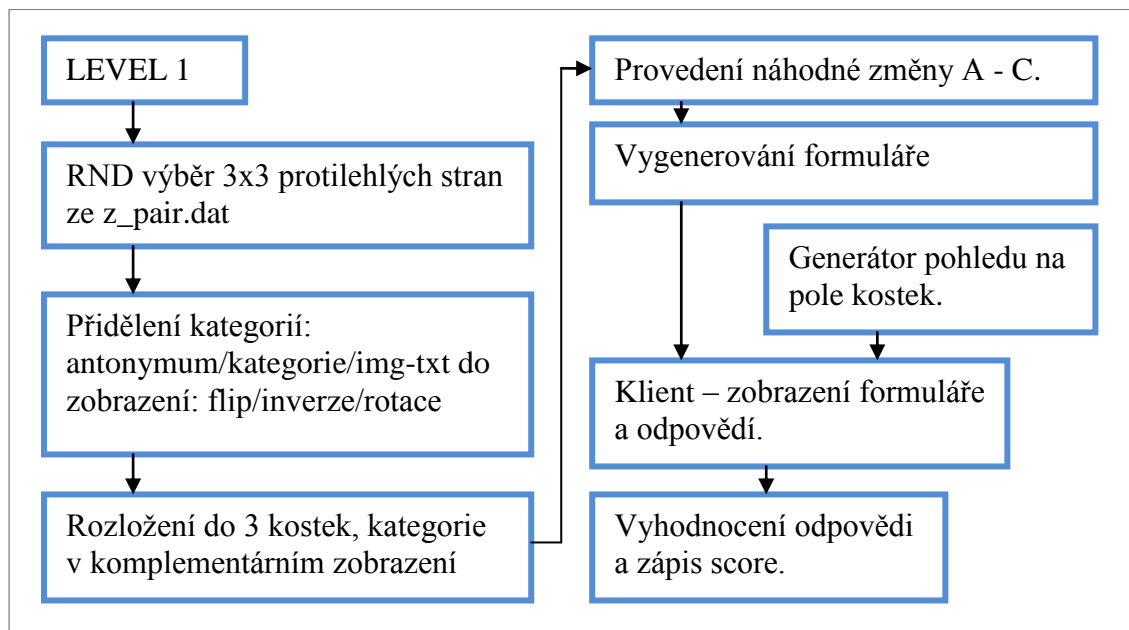 LEVEL 1
RND výběr 3x3 protilehlých stran
ze z_pair.dat
Přidělení kategorií:
antonymum/kategorie/img-txt do
zobrazení: flip/inverze/rotace
Rozložení do 3 kostek, kategorie
v komplementárním zobrazení
Provedení náhodné změny A - C.
Vygenerování formuláře
Generátor pohledu na
pole kostek.
Klient – zobrazení formuláře
a odpovědí.
Vyhodnocení odpovědi
a zápis score.